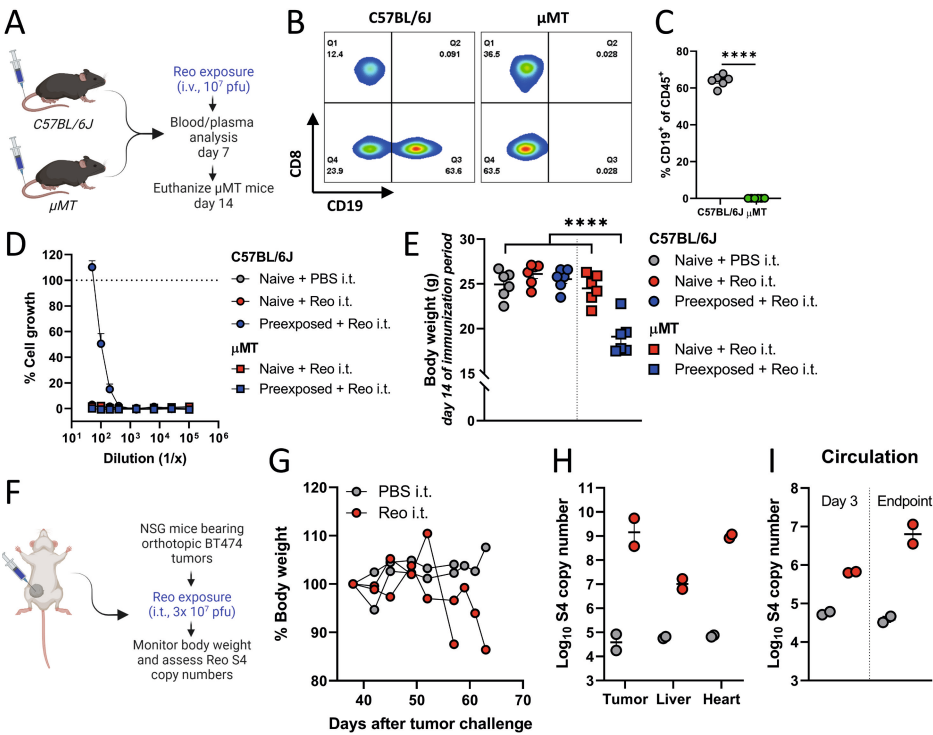 A
C57BL/6J
μMT
Reo exposure
(i.v., 10⁷ pfu)
Blood/plasma
analysis
day 7
Euthanize μMT mice
day 14
B
C57BL/6J
μMT
Q1
12.4
Q2
0.091
Q4
23.9
Q3
63.6
Q1
36.5
Q2
0.028
Q4
63.5
Q3
0.028
CD8
CD19
C
% CD19⁺ of CD45⁺
80
60
40
20
0
****
C57BL/6J μMT
D
% Cell growth
120
100
80
60
40
20
0
10¹ 10² 10³ 10⁴ 10⁵ 10⁶
Dilution (1/x)
C57BL/6J
Naive + PBS i.t.
Naive + Reo i.t.
Preexposed + Reo i.t.
μMT
Naive + Reo i.t.
Preexposed + Reo i.t.
E
Body weight (g)
day 14 of immunization period
30
25
20
15
0
****
C57BL/6J
Naive + PBS i.t.
Naive + Reo i.t.
Preexposed + Reo i.t.
μMT
Naive + Reo i.t.
Preexposed + Reo i.t.
F
NSG mice bearing
orthotopic BT474
tumors
Reo exposure
(i.t., 3x 10⁷ pfu)
Monitor body weight
and assess Reo S4
copy numbers
G
% Body weight
120
110
100
90
80
PBS i.t.
Reo i.t.
40 50 60 70
Days after tumor challenge
H
Log₁₀ S4 copy number
11
10
9
8
7
6
5
4
3
Tumor Liver Heart
I
Circulation
Log₁₀ S4 copy number
8
7
6
5
4
3
Day 3
Endpoint